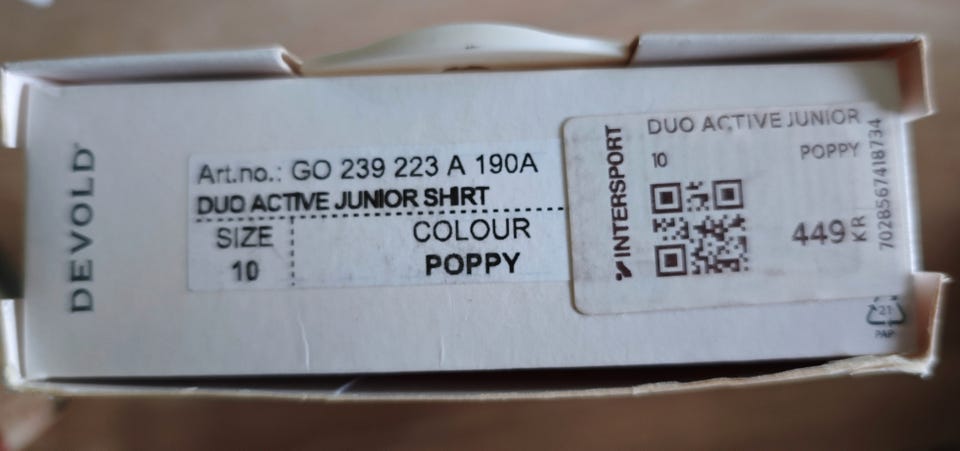 DEVOLD
Art.no.: GO 239 223 A 190A
DUO ACTIVE JUNIOR SHIRT
SIZE COLOUR
10 POPPY
INTERSPORT
DUO ACTIVE JUNIOR
10 POPPY
449 KR
7028567418734
21
PAP